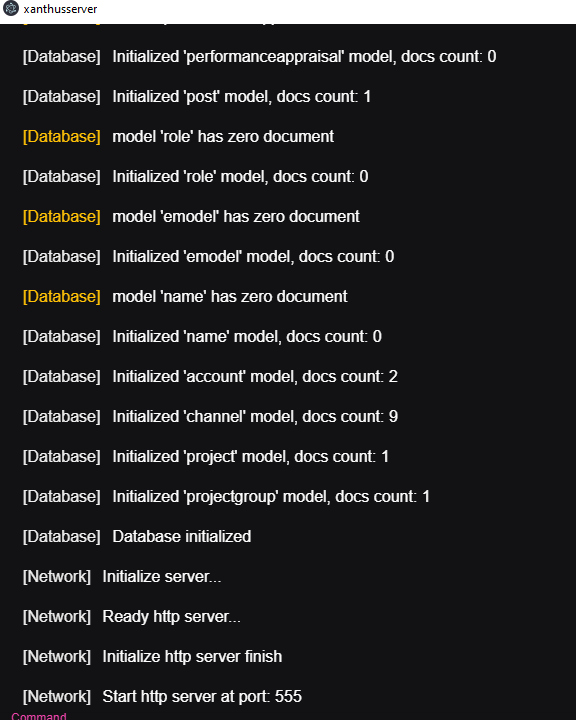 xanthusserver
[Database] Initialized 'performanceappraisal' model, docs count: 0
[Database] Initialized 'post' model, docs count: 1
[Database] model 'role' has zero document
[Database] Initialized 'role' model, docs count: 0
[Database] model 'emodel' has zero document
[Database] Initialized 'emodel' model, docs count: 0
[Database] model 'name' has zero document
[Database] Initialized 'name' model, docs count: 0
[Database] Initialized 'account' model, docs count: 2
[Database] Initialized 'channel' model, docs count: 9
[Database] Initialized 'project' model, docs count: 1
[Database] Initialized 'projectgroup' model, docs count: 1
[Database] Database initialized
[Network] Initialize server...
[Network] Ready http server...
[Network] Initialize http server finish
[Network] Start http server at port: 555
Command